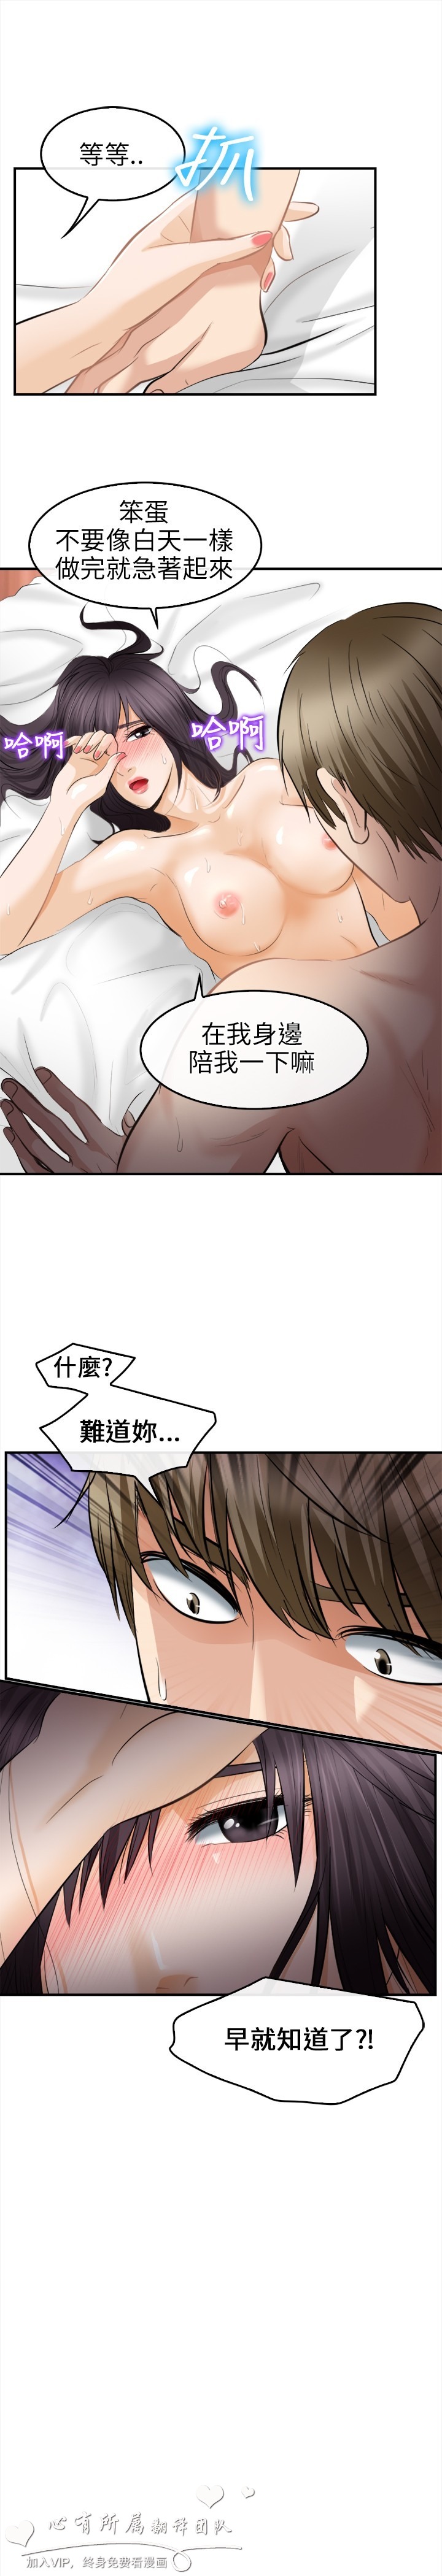 等等..
抓
笨蛋
不要像白天一樣
做完就急著起來
哈啊
哈啊
在我身邊
陪我一下嘛
什麼?
難道妳...
早就知道了?!
心有所属翻译团队
加入VIP，终身免费看漫画